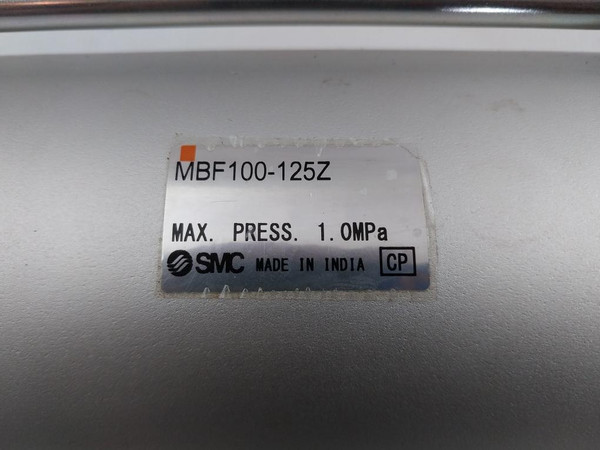 MBF100-125Z
MAX. PRESS. 1.0MPa
SMC MADE IN INDIA CP